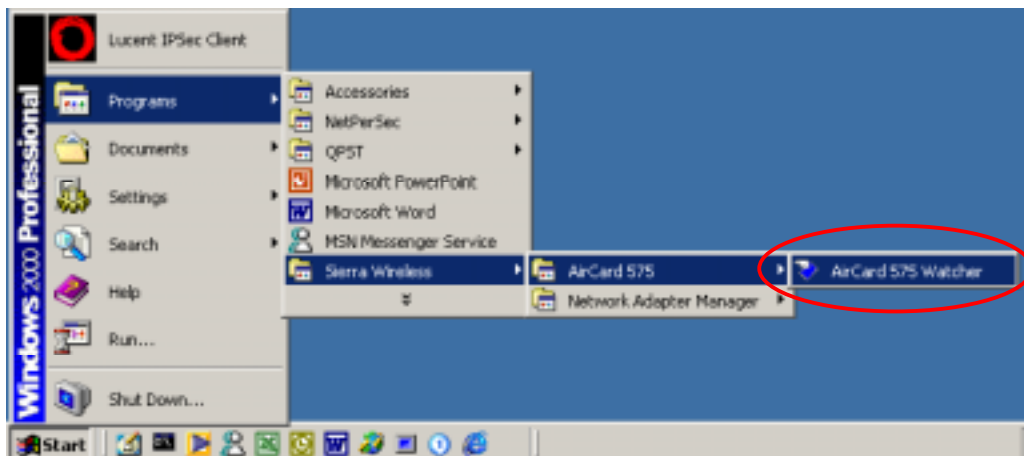 Windows 2000 Professional
Lucent IPSec Client
Programs
Documents
Settings
Search
Help
Run...
Shut Down...
Accessories
NetPerSec
QPST
Microsoft PowerPoint
Microsoft Word
MSN Messenger Service
Sierra Wireless
AirCard 575
Network Adapter Manager
AirCard 575 Watcher
Start